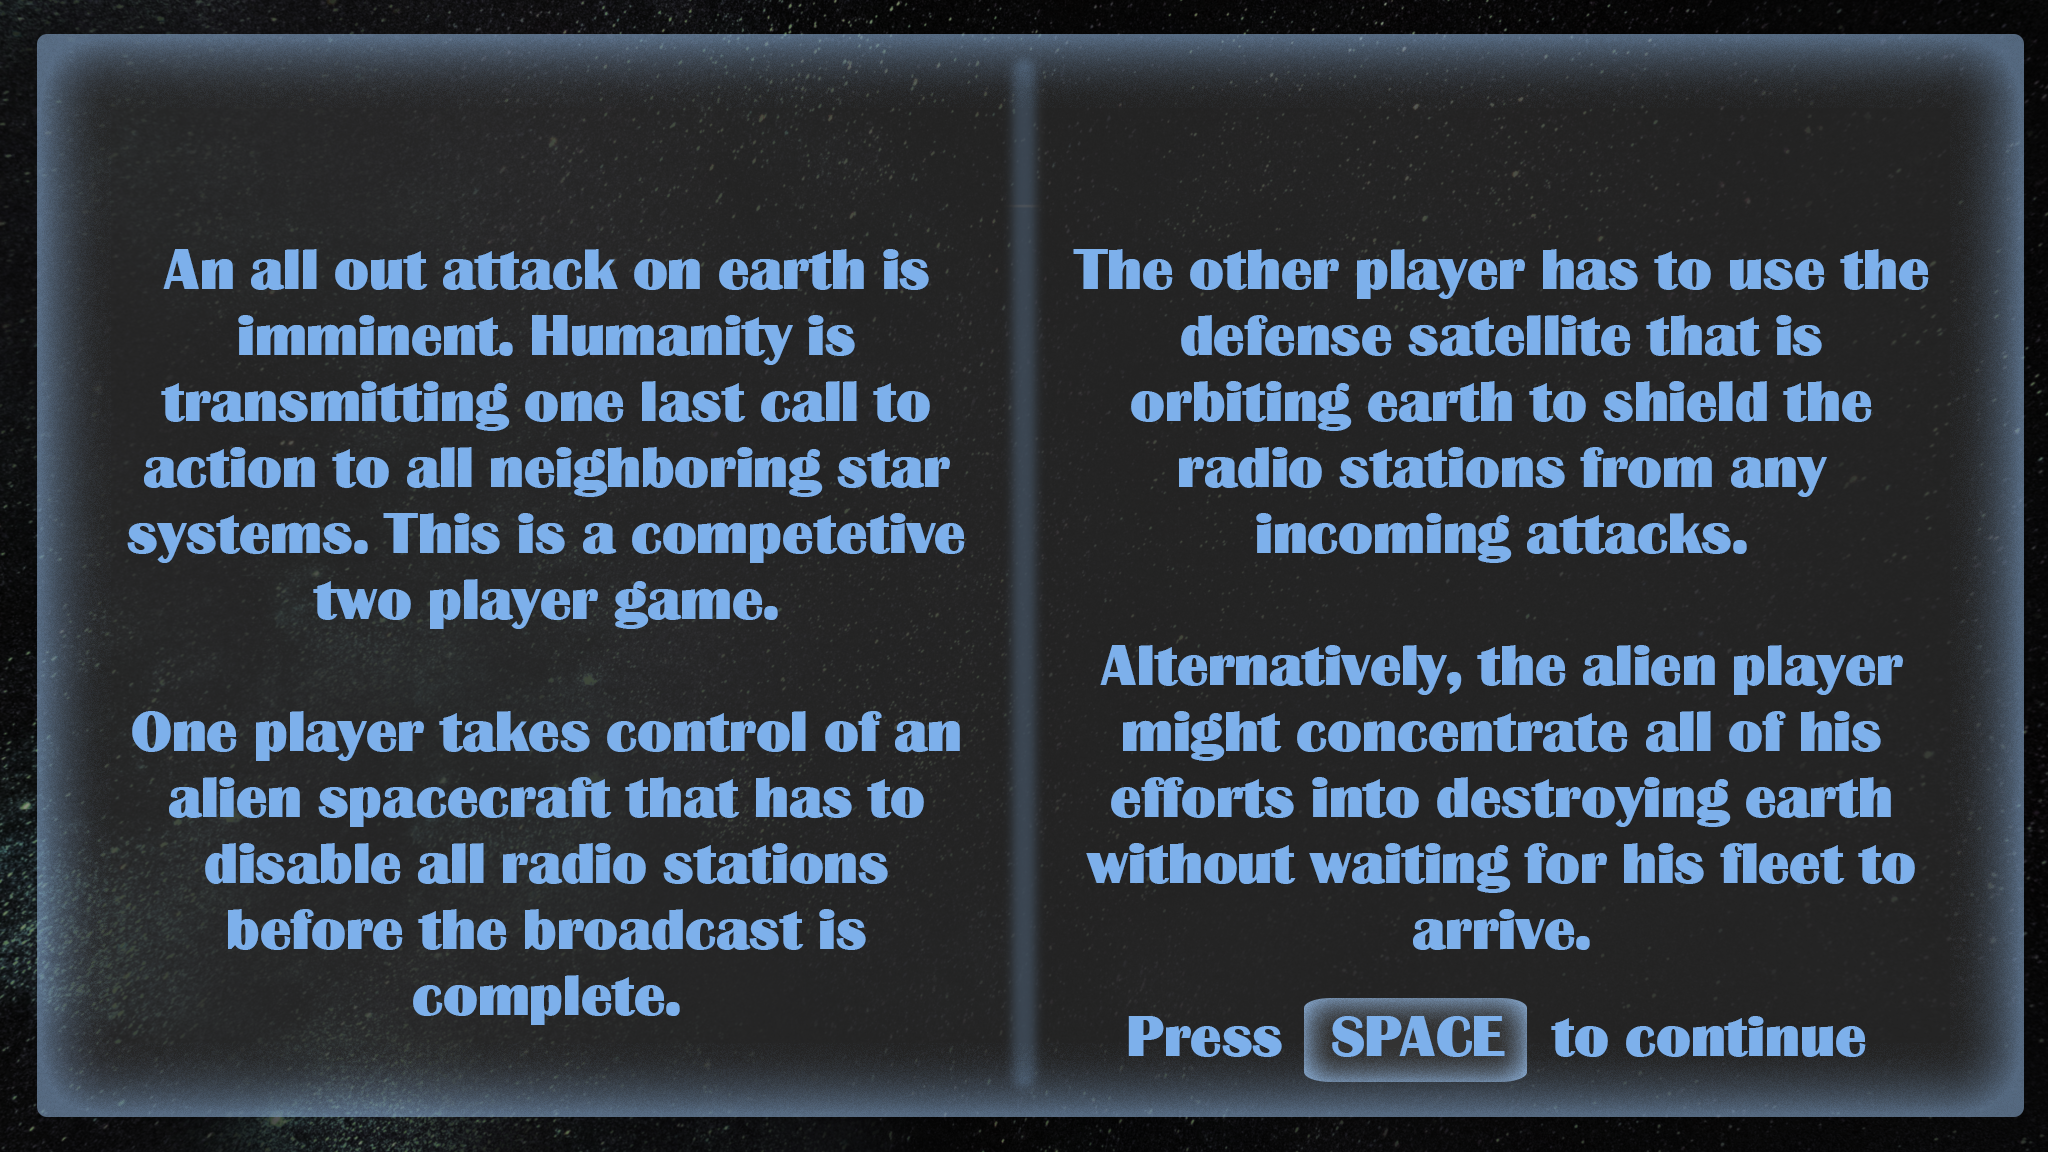 An all out attack on earth is
imminent. Humanity is
transmitting one last call to
action to all neighboring star
systems. This is a competetive
two player game.
One player takes control of an
alien spacecraft that has to
disable all radio stations
before the broadcast is
complete.
The other player has to use the
defense satellite that is
orbiting earth to shield the
radio stations from any
incoming attacks.
Alternatively, the alien player
might concentrate all of his
efforts into destroying earth
without waiting for his fleet to
arrive.
Press SPACE to continue